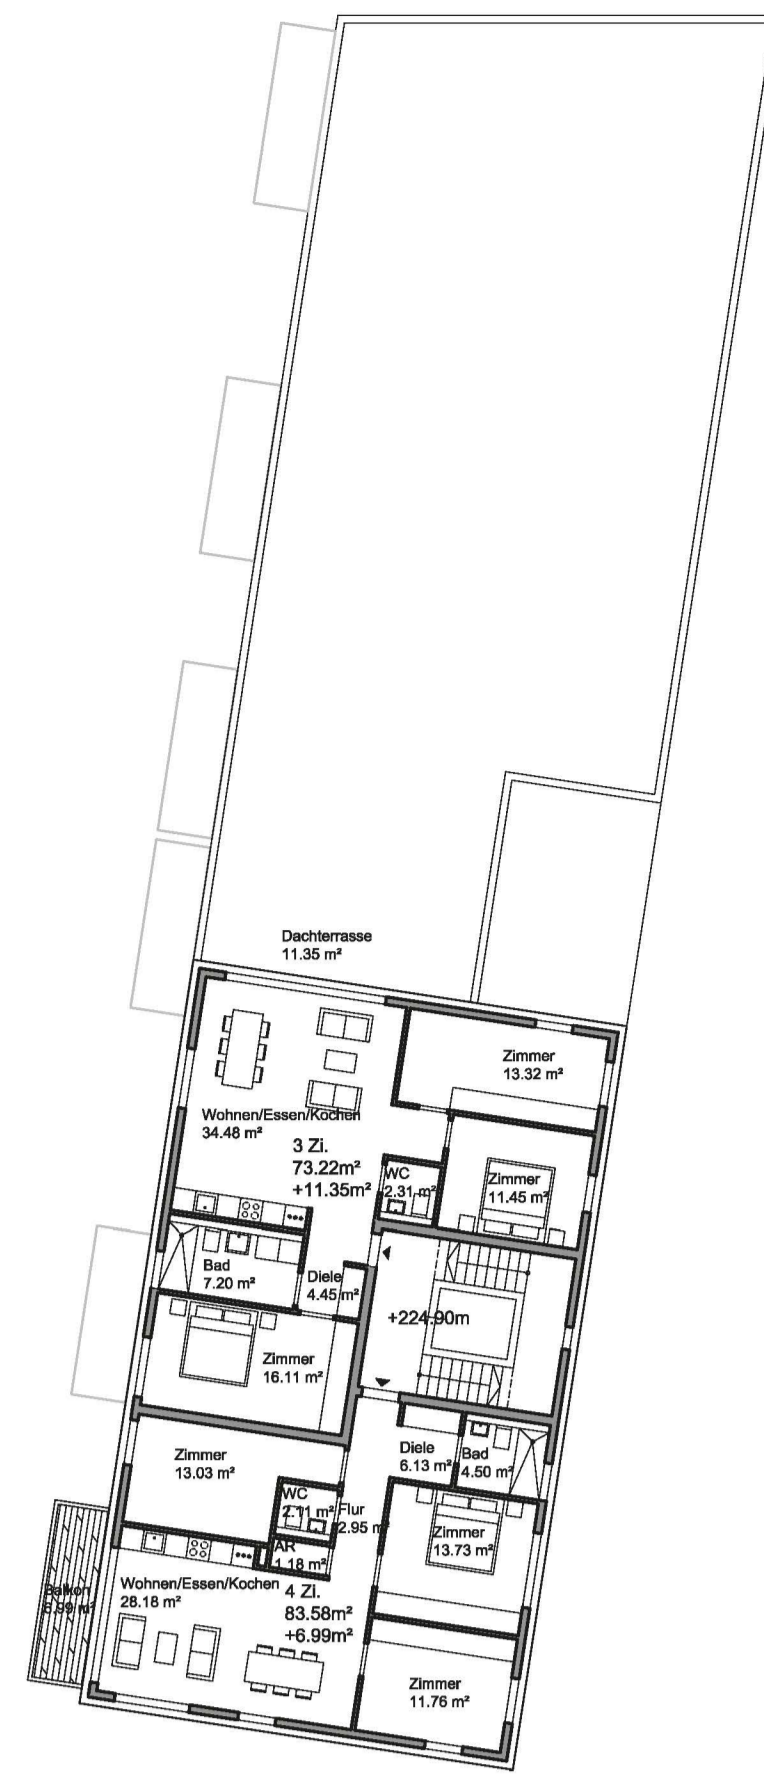 Dachterrasse
11.35 m²
Zimmer
13.32 m²
Wohnen/Essen/Kochen
34.48 m²
3 Zi.
73.22m²
+11.35m²
WC
2.31 m²
Zimmer
11.45 m²
Bad
7.20 m²
Diele
4.45 m²
+224.90m
Zimmer
16.11 m²
Zimmer
13.03 m²
Diele
6.13 m²
Bad
4.50 m²
WC
2.11 m²
Flur
2.95 m²
Zimmer
13.73 m²
AR
1.18 m²
Wohnen/Essen/Kochen
28.18 m²
4 Zi.
83.58m²
+6.99m²
Balkon
6.99 m²
Zimmer
11.76 m²